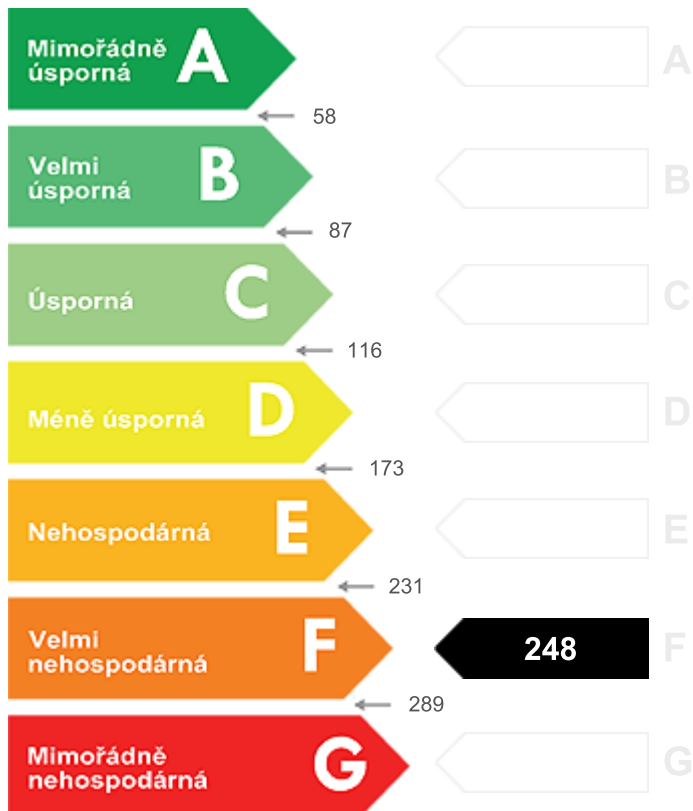 Mimořádně
úsporná
A
A
58
Velmi
úsporná
B
B
87
Úsporná
C
C
116
Méně úsporná
D
D
173
Nehospodárná
E
E
231
Velmi
nehospodárná
F
248
F
289
Mimořádně
nehospodárná
G
G